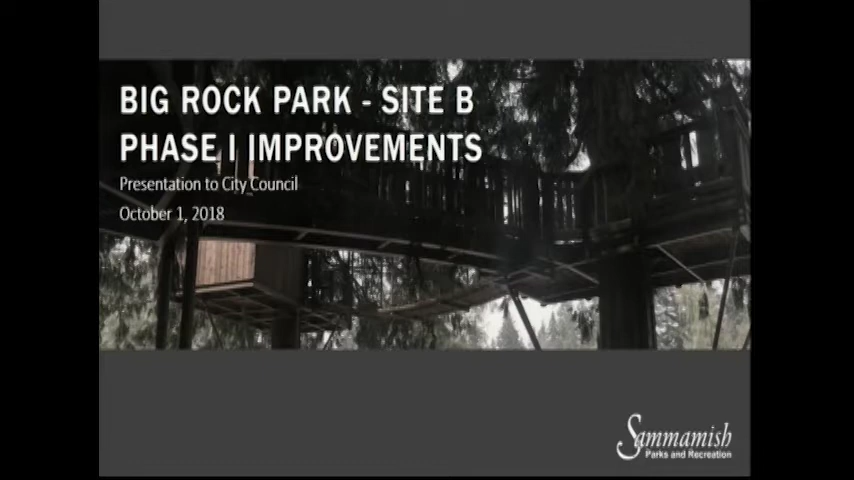 BIG ROCK PARK - SITE B
PHASE I IMPROVEMENTS
Presentation to City Council
October 1, 2018
Sammamish
Parks and Recreation